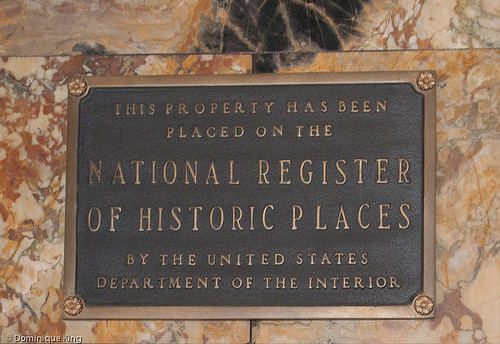 THIS PROPERTY HAS BEEN
PLACED ON THE
NATIONAL REGISTER
OF HISTORIC PLACES
BY THE UNITED STATES
DEPARTMENT OF THE INTERIOR
© Dominique King